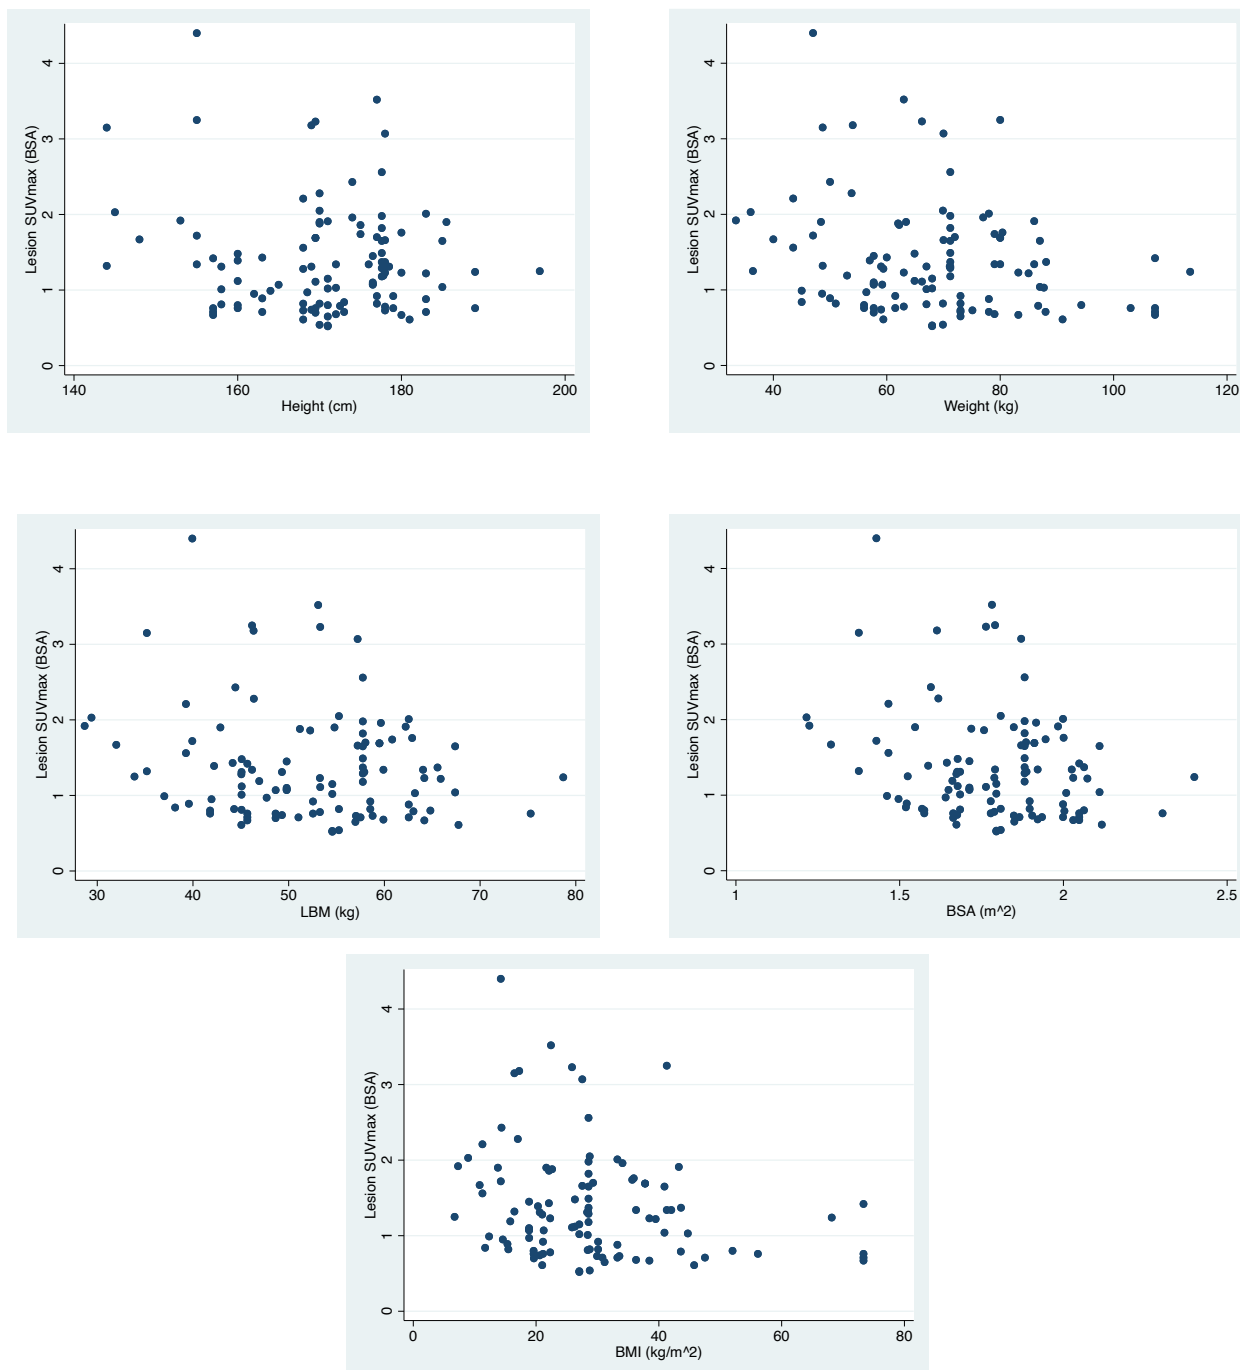 Lesion SUVmax (BSA)
4
3
2
1
0
140 160 180 200
Height (cm)
Lesion SUVmax (BSA)
4
3
2
1
0
40 60 80 100 120
Weight (kg)
Lesion SUVmax (BSA)
4
3
2
1
0
30 40 50 60 70 80
LBM (kg)
Lesion SUVmax (BSA)
4
3
2
1
0
1 1.5 2 2.5
BSA (m^2)
Lesion SUVmax (BSA)
4
3
2
1
0
0 20 40 60 80
BMI (kg/m^2)